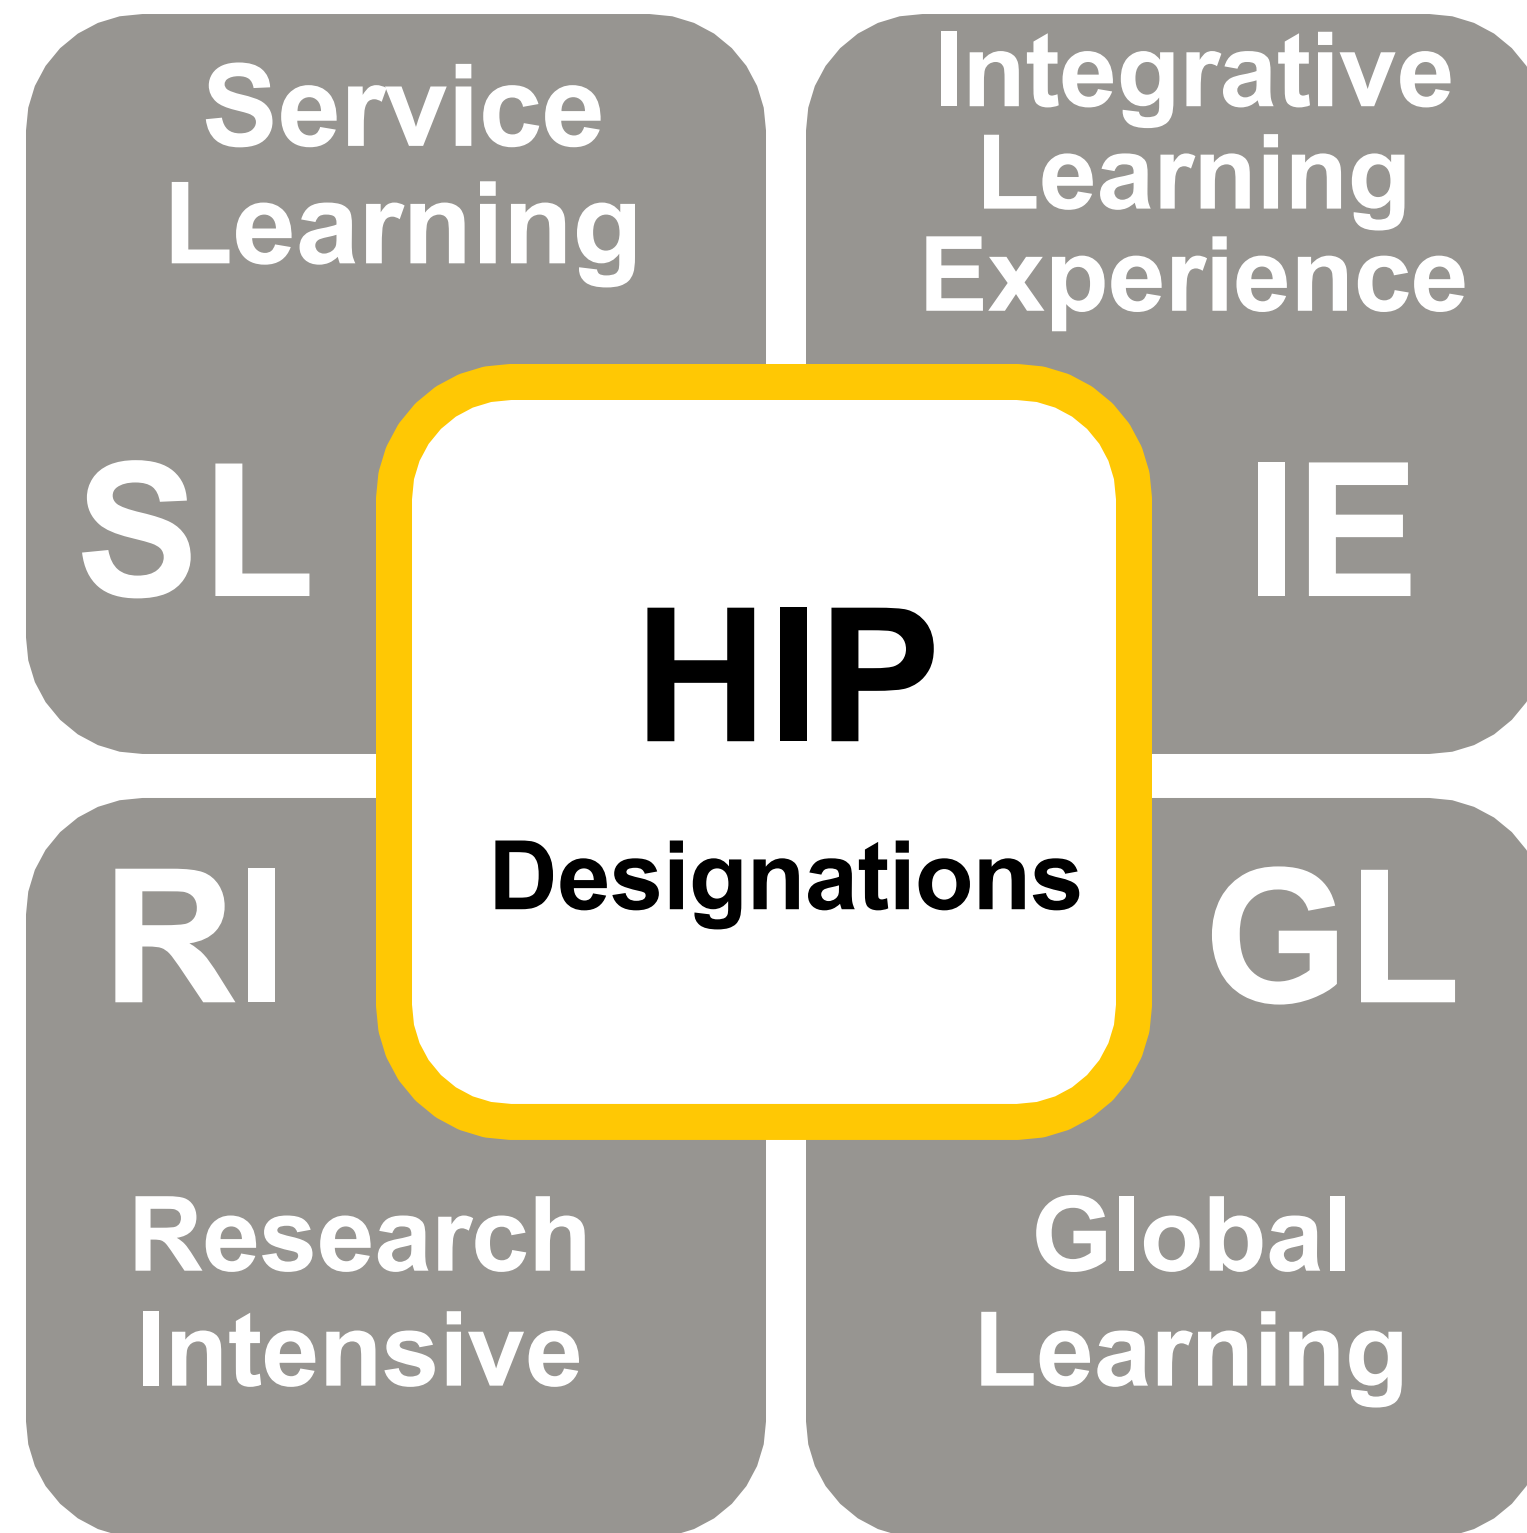 Service
Learning
SL
Integrative
Learning
Experience
IE
HIP
Designations
RI
Research
Intensive
GL
Global
Learning